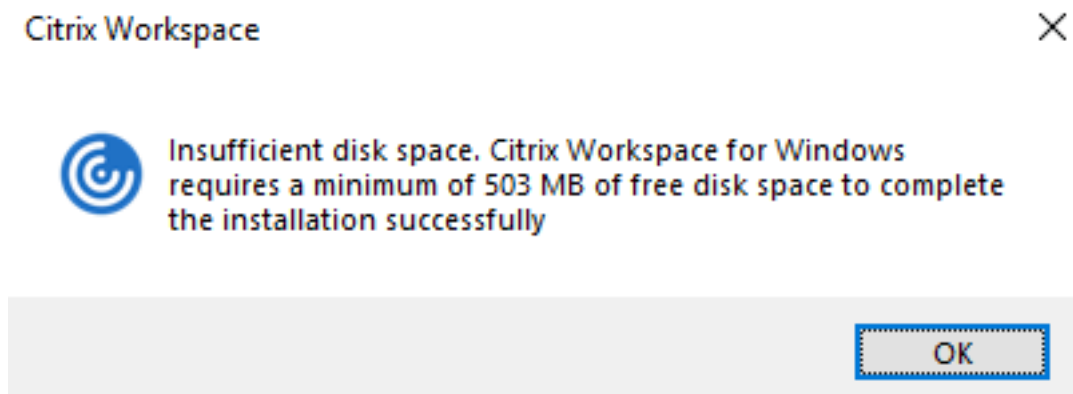 Citrix Workspace
Insufficient disk space. Citrix Workspace for Windows
requires a minimum of 503 MB of free disk space to complete
the installation successfully
OK